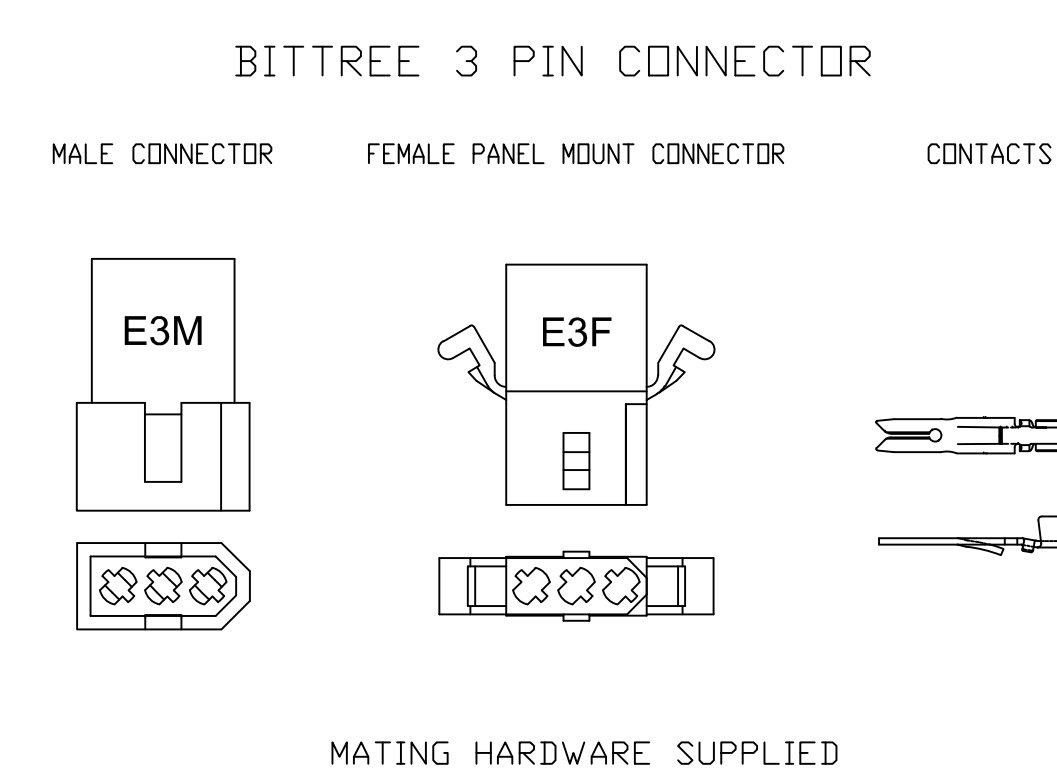 BITTREE 3 PIN CONNECTOR
MALE CONNECTOR
FEMALE PANEL MOUNT CONNECTOR
CONTACTS
E3M
E3F
MATING HARDWARE SUPPLIED